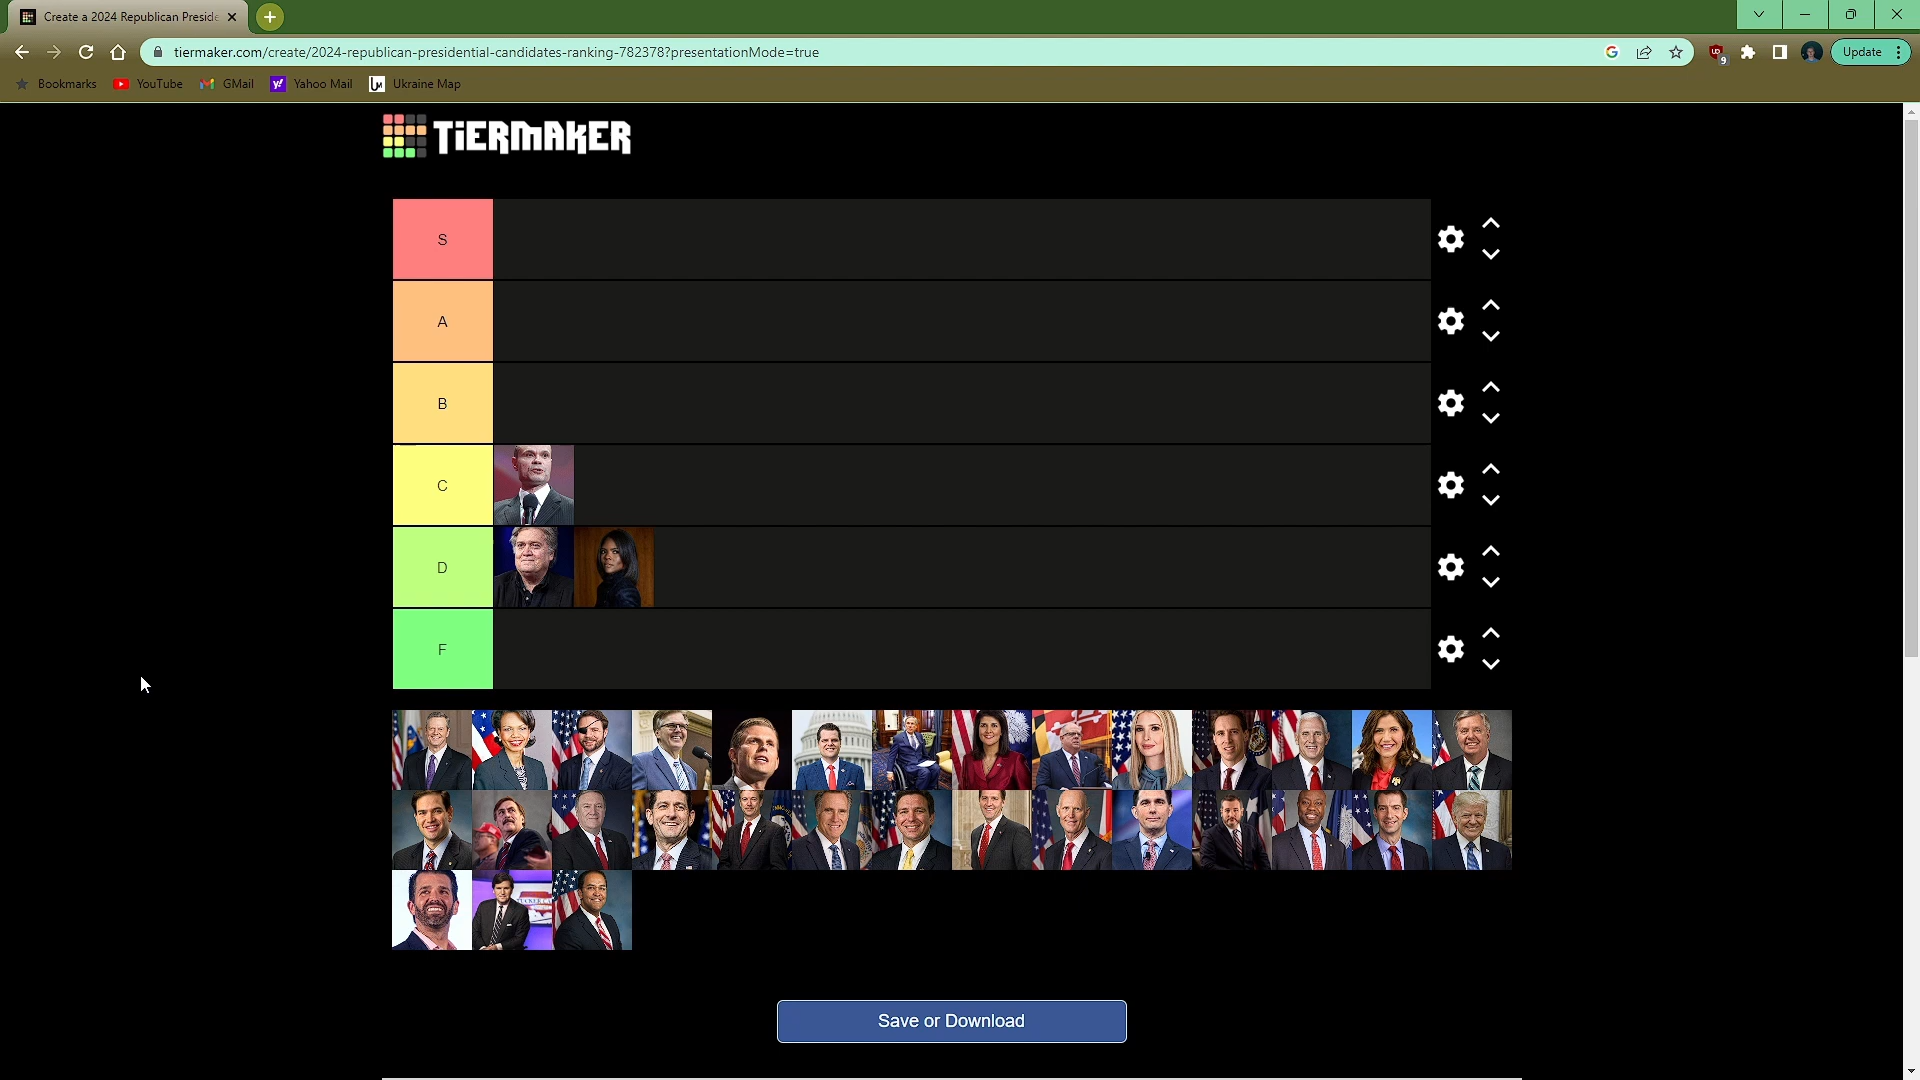 Create a 2024 Republican Preside
tiermaker.com/create/2024-republican-presidential-candidates-ranking-782378?presentationMode=true
9
Update
Bookmarks
YouTube
GMail
Yahoo Mail
Ukraine Map
TiERMAKER
S
A
B
C
D
F
Save or Download